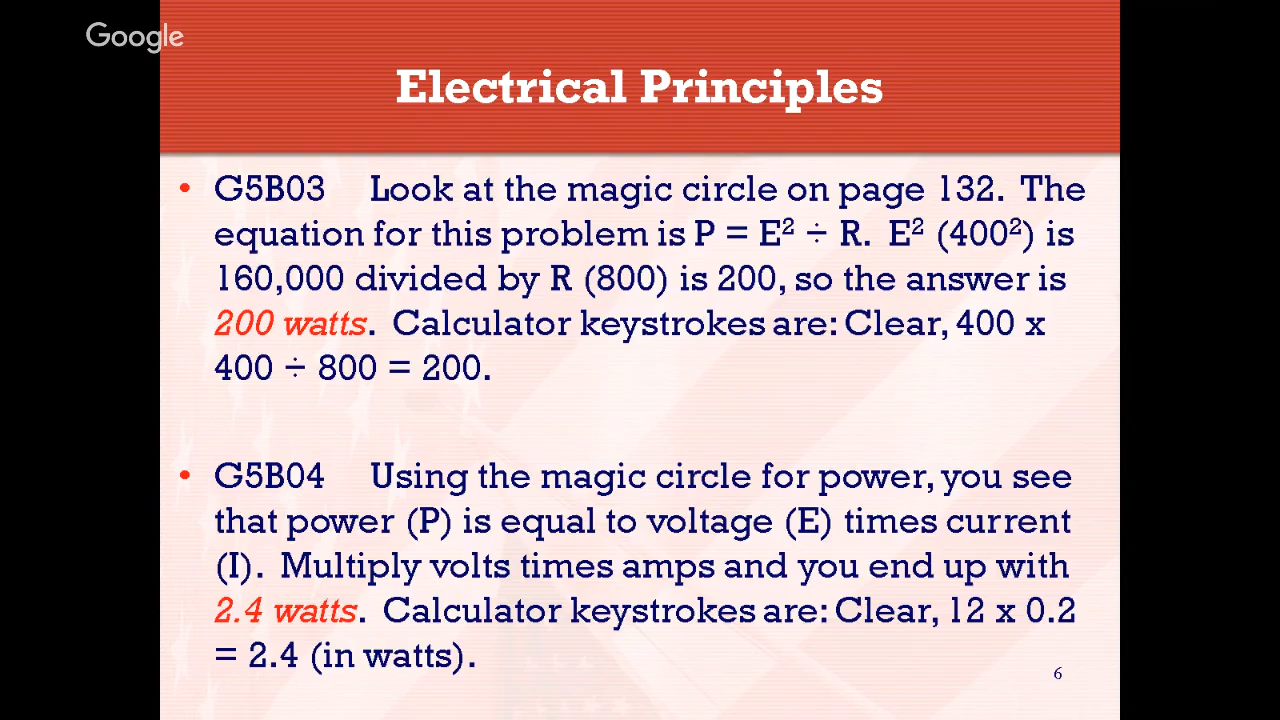 Google
Electrical Principles
• G5B03 Look at the magic circle on page 132. The
equation for this problem is P = E² ÷ R. E² (400²) is
160,000 divided by R (800) is 200, so the answer is
200 watts. Calculator keystrokes are: Clear, 400 x
400 ÷ 800 = 200.
• G5B04 Using the magic circle for power, you see
that power (P) is equal to voltage (E) times current
(I). Multiply volts times amps and you end up with
2.4 watts. Calculator keystrokes are: Clear, 12 x 0.2
= 2.4 (in watts).
6